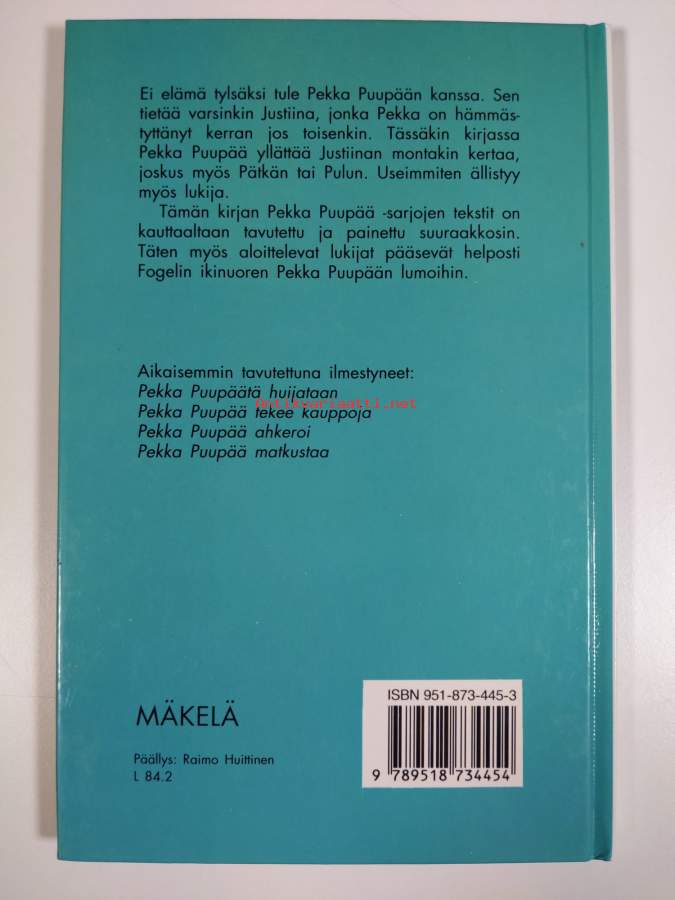 Ei elämä tylsäksi tule Pekka Puupään kanssa. Sen
tietää varsinkin Justiina, jonka Pekka on hämmäs-
tyttänyt kerran jos toisenkin. Tässäkin kirjassa
Pekka Puupää yllättää Justiinan montakin kertaa,
joskus myös Pätkän tai Pulun. Useimmiten ällistyy
myös lukija.
Tämän kirjan Pekka Puupää -sarjojen tekstit on
kauttaaltaan tavutettu ja painettu suuraakkosin.
Täten myös aloittelevat lukijat pääsevät helposti
Fogelin ikinuoren Pekka Puupään lumoihin.
Aikaisemmin tavutettuna ilmestyneet:
Pekka Puupäätä huijataan
Antikvariaatti.net
Pekka Puupää tekee kauppoja
Pekka Puupää ahkeroi
Pekka Puupää matkustaa
ISBN 951-873-445-3
MÄKELÄ
Päällys: Raimo Huittinen
L 84.2
9 789518 734454